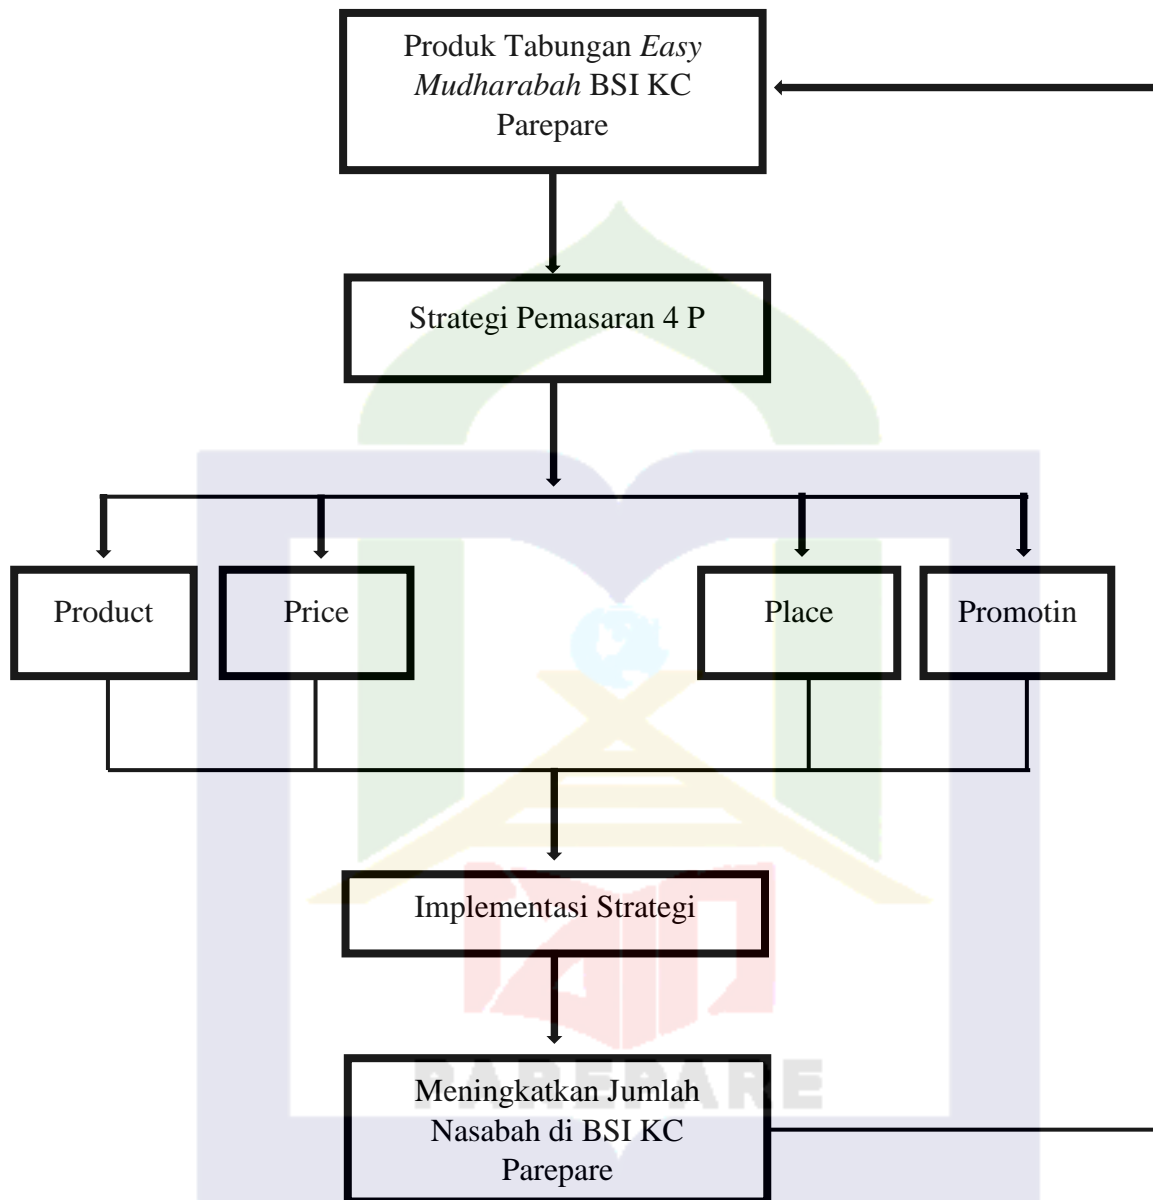 Produk Tabungan Easy
Mudharabah BSI KC
Parepare
Strategi Pemasaran 4 P
Product
Price
Place
Promotin
Implementasi Strategi
Meningkatkan Jumlah
Nasabah di BSI KC
Parepare
PAREPARE